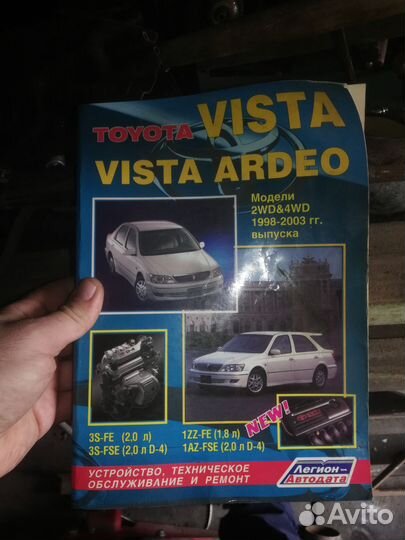 TOYOTA VISTA
VISTA ARDEO
Модели
2WD&4WD
1998-2003 гг.
выпуска
3S-FE (2.0 л)
3S-FSE (2.0 л D-4)
1ZZ-FE (1.8 л)
1AZ-FSE (2.0 л D-4)
NEW!
УСТРОЙСТВО, ТЕХНИЧЕСКОЕ
ОБСЛУЖИВАНИЕ И РЕМОНТ
Легион-
Автодата
Avito